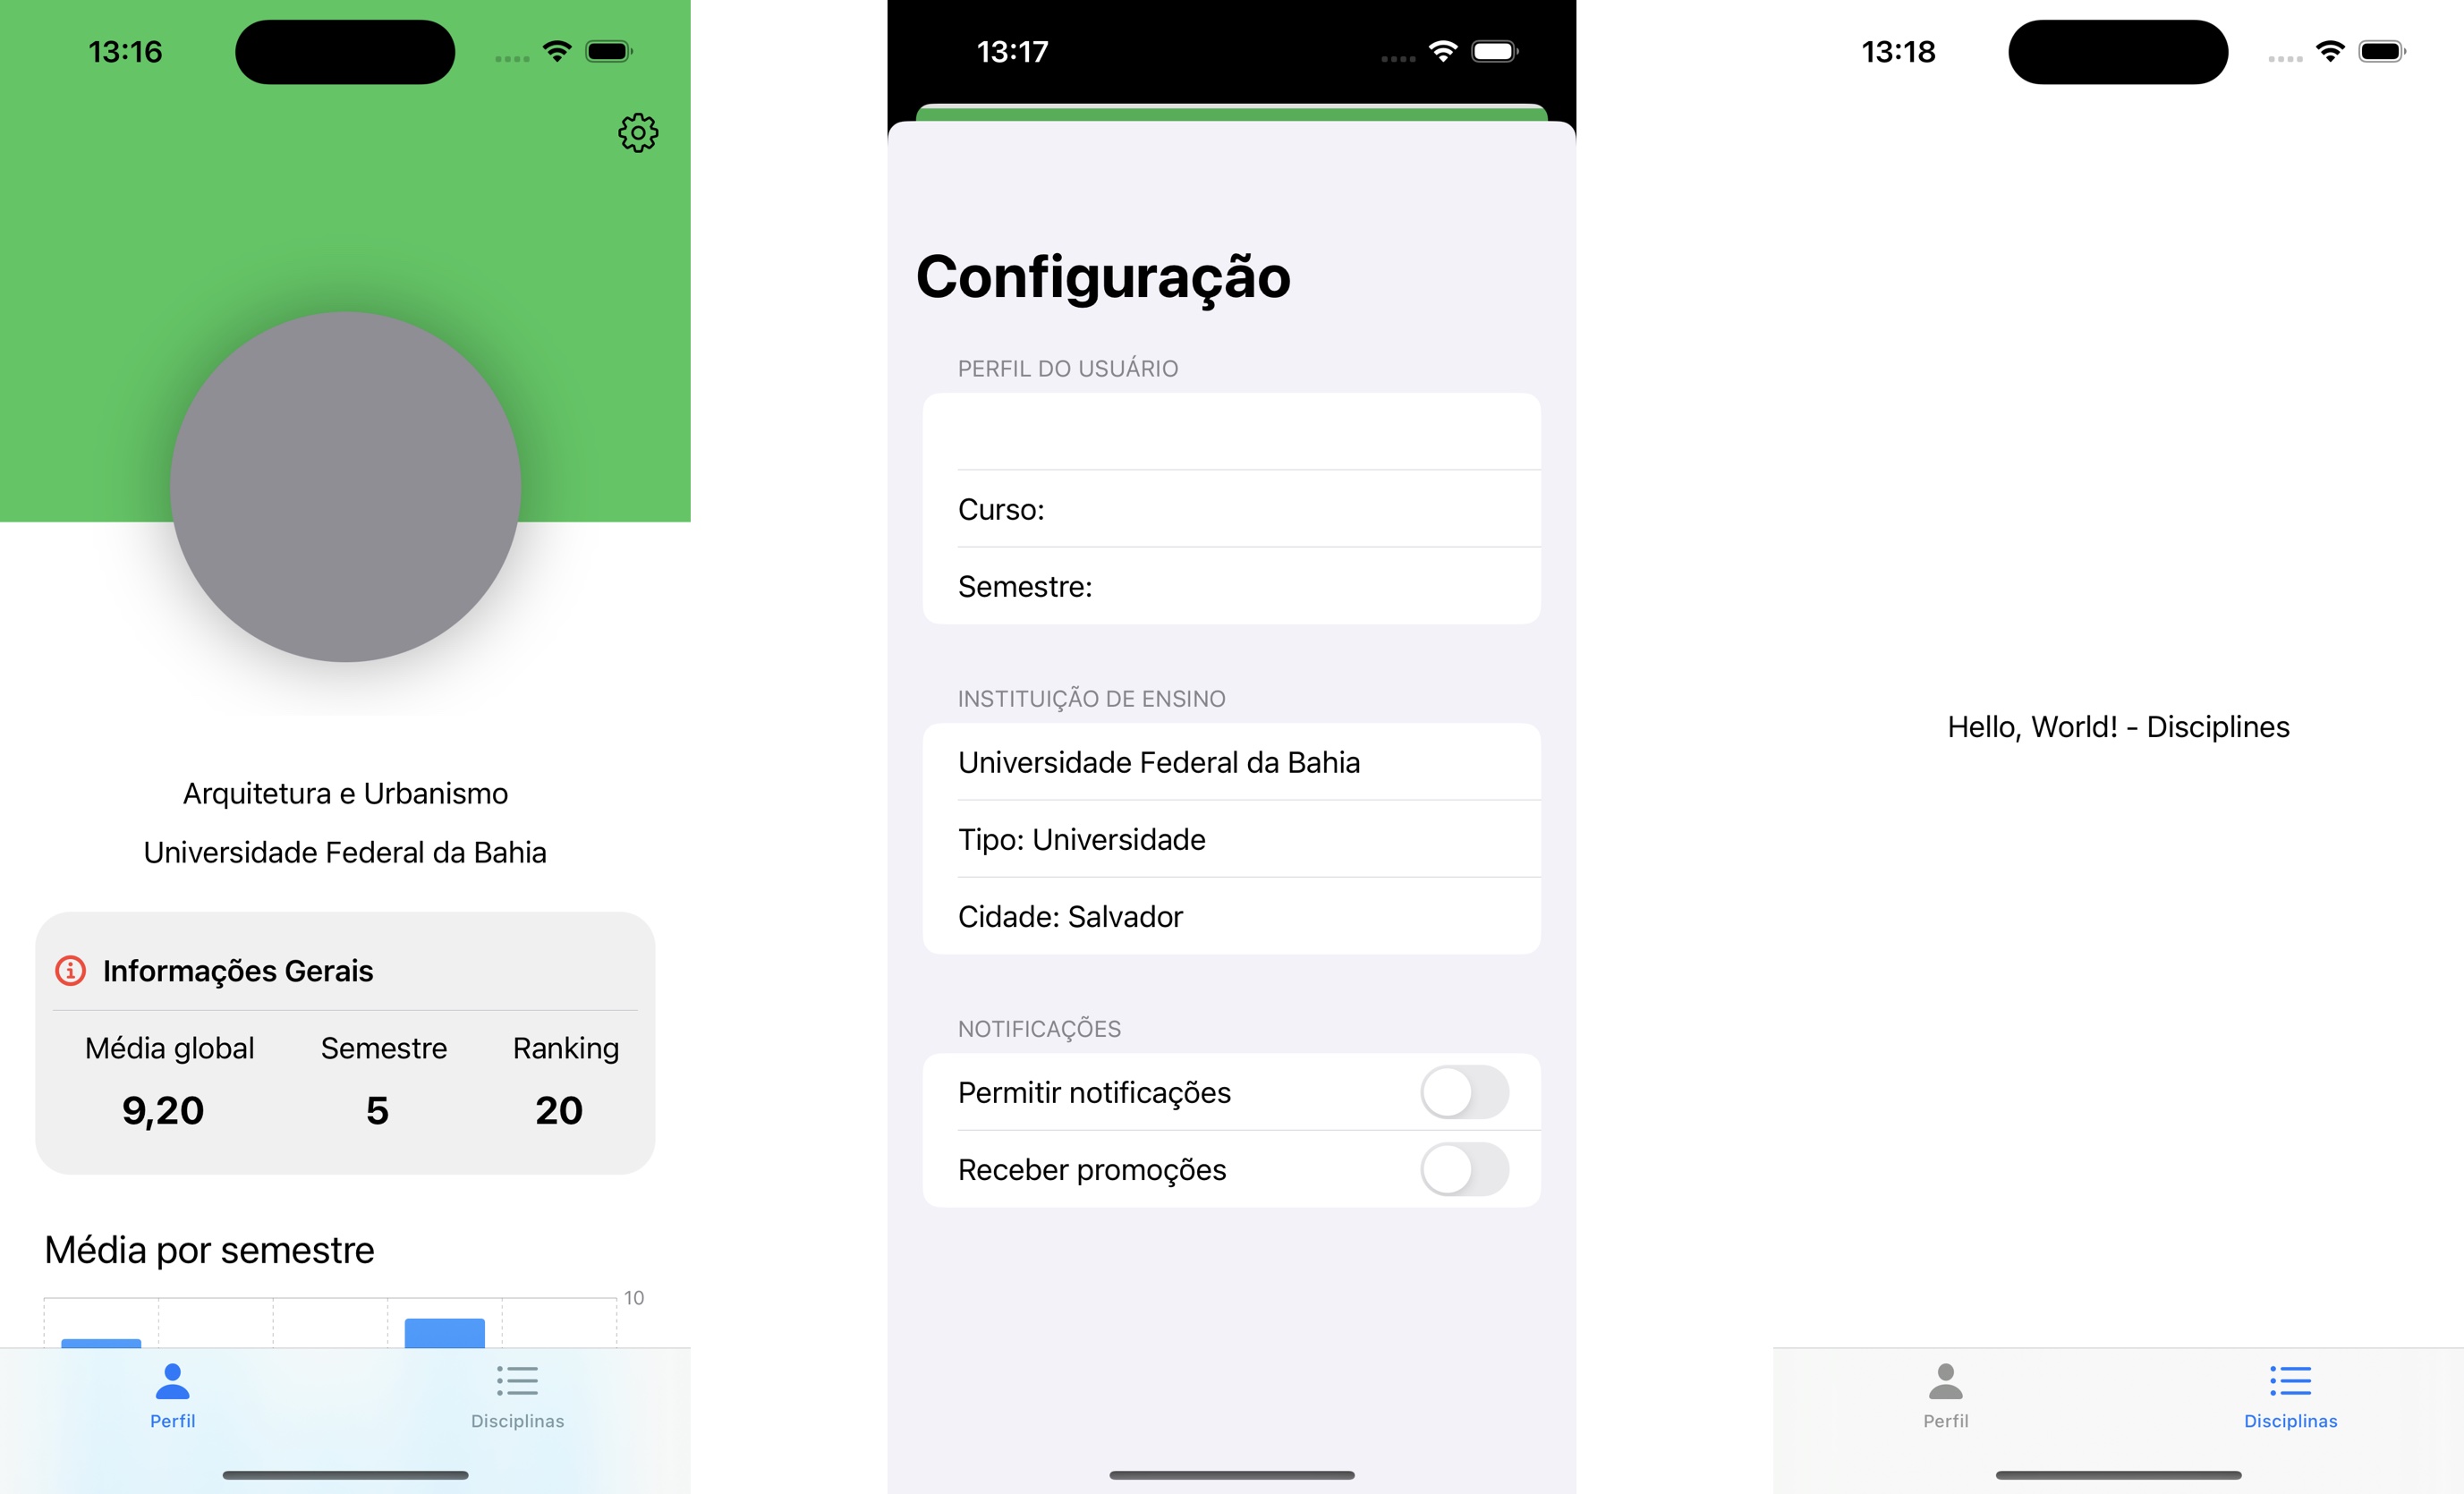 13:16
Arquitetura e Urbanismo
Universidade Federal da Bahia
Informações Gerais
Média global Semestre Ranking
9,20 5 20
Média por semestre
10
Perfil Disciplinas
13:17
Configuração
PERFIL DO USUÁRIO
Curso:
Semestre:
INSTITUIÇÃO DE ENSINO
Universidade Federal da Bahia
Tipo: Universidade
Cidade: Salvador
NOTIFICAÇÕES
Permitir notificações
Receber promoções
13:18
Hello, World! - Disciplines
Perfil Disciplinas